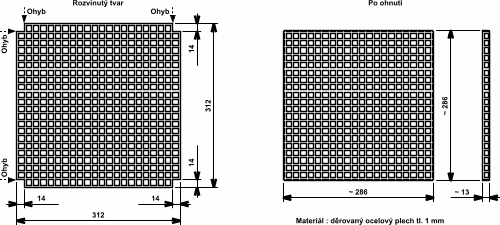 Rozvinutý tvar
Po ohnutí
Ohyb
Ohyb
Ohyb
14
312
~ 286
14
Ohyb
14
14
~ 286
~ 13
312
Materiál : děrovaný ocelový plech tl. 1 mm